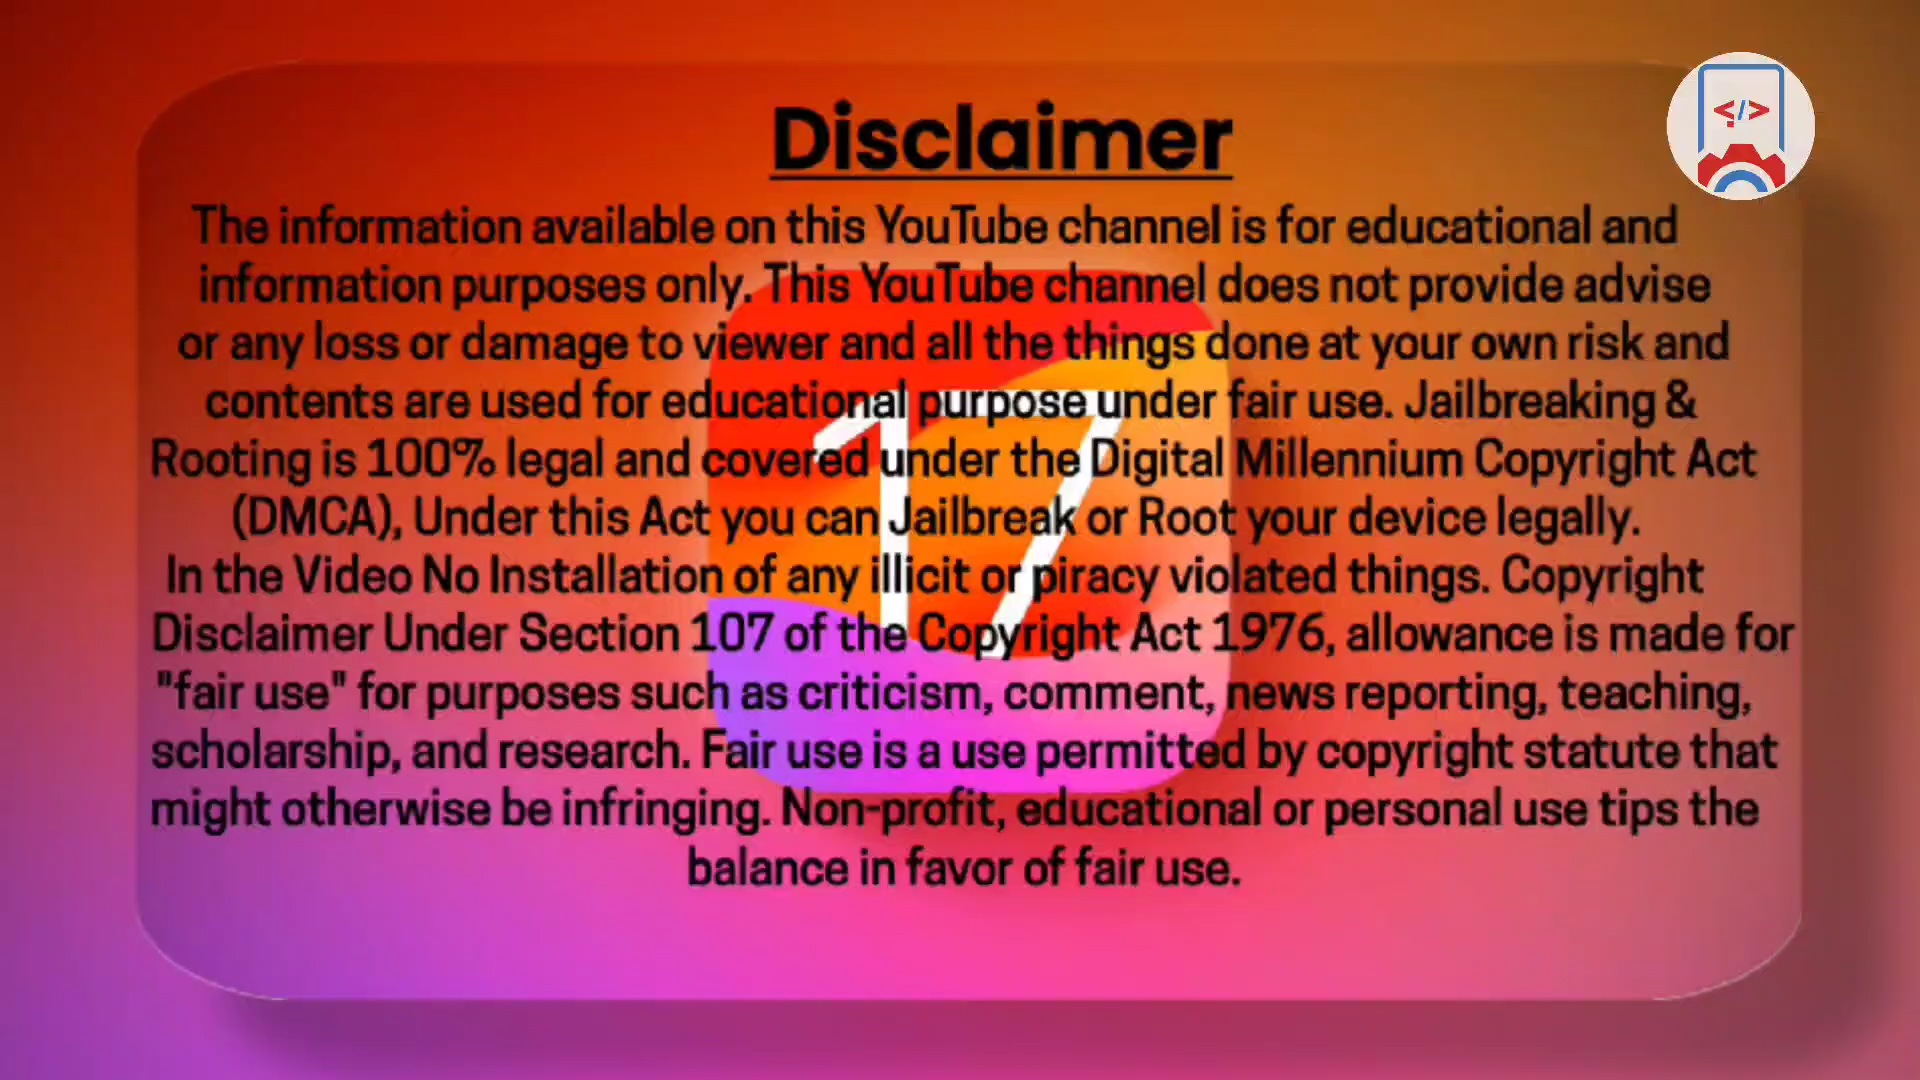 Disclaimer
The information available on this YouTube channel is for educational and
information purposes only. This YouTube channel does not provide advise
or any loss or damage to viewer and all the things done at your own risk and
contents are used for educational purpose under fair use. Jailbreaking &
Rooting is 100% legal and covered under the Digital Millennium Copyright Act
(DMCA), Under this Act you can Jailbreak or Root your device legally.
In the Video No Installation of any illicit or piracy violated things. Copyright
Disclaimer Under Section 107 of the Copyright Act 1976, allowance is made for
"fair use" for purposes such as criticism, comment, news reporting, teaching,
scholarship, and research. Fair use is a use permitted by copyright statute that
might otherwise be infringing. Non-profit, educational or personal use tips the
balance in favor of fair use.
17